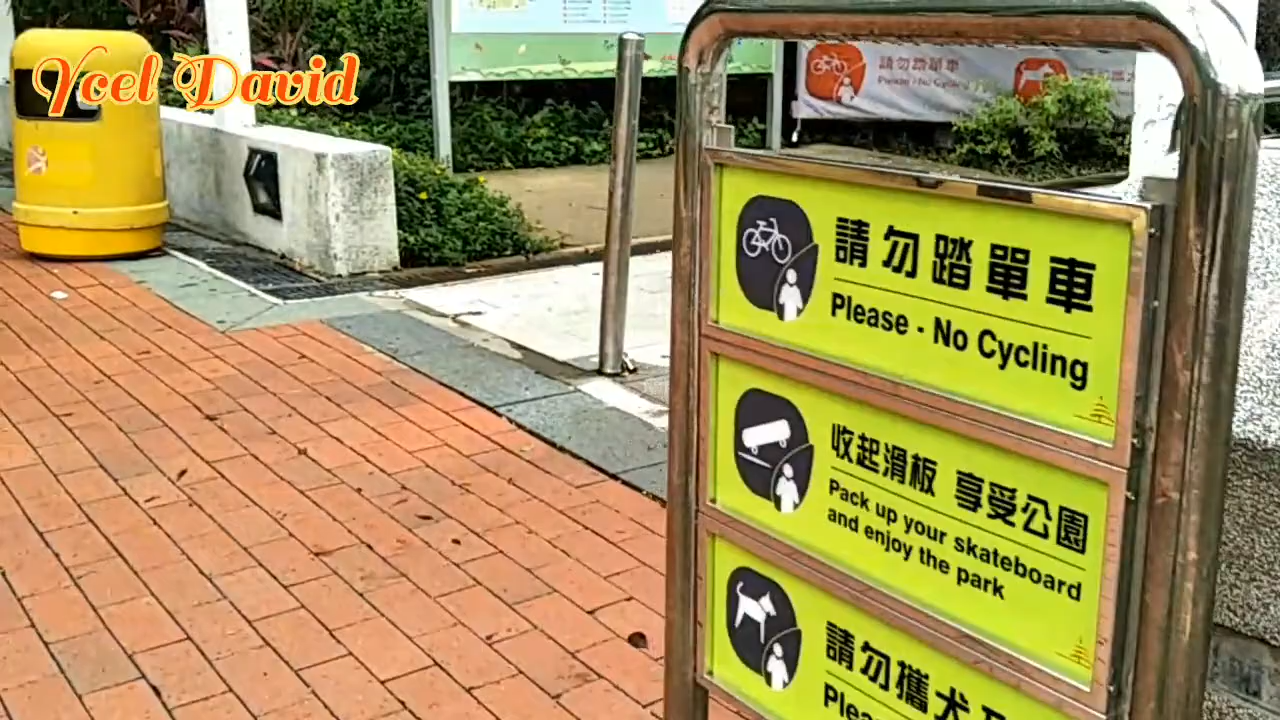 Yoel David
請勿踏單車
Please - No Cycling
請勿踏單車
Please - No Cycling
收起滑板 享受公園
Pack up your skateboard
and enjoy the park
請勿攜犬